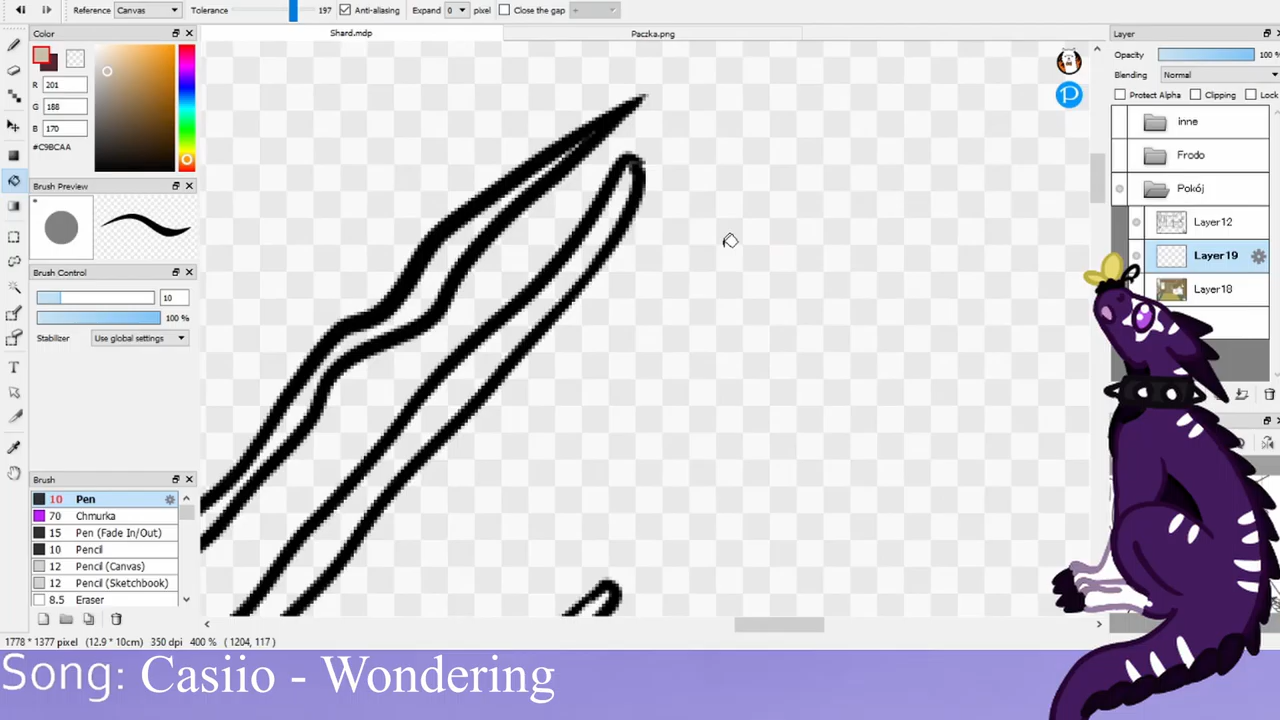 Reference Canvas Tolerance 197 Anti-aliasing Expand 0 pixel Close the gap +
Color
R 201
G 188
B 170
#C9BCAA
Brush Preview
Brush Control
10
100 %
Stabilizer Use global settings
Brush
10 Pen
70 Chmurka
15 Pen (Fade In/Out)
10 Pencil
12 Pencil (Canvas)
12 Pencil (Sketchbook)
8.5 Eraser
Shard.mdp
Paczka.png
P
Layer
Opacity 100 %
Blending Normal
Protect Alpha Clipping Lock
inne
Frodo
Pokój
Layer12
Layer19
Layer18
1778 * 1377 pixel (12.9 * 10cm) 350 dpi 400 % ( 1204, 117 )
Song: Casiio - Wondering